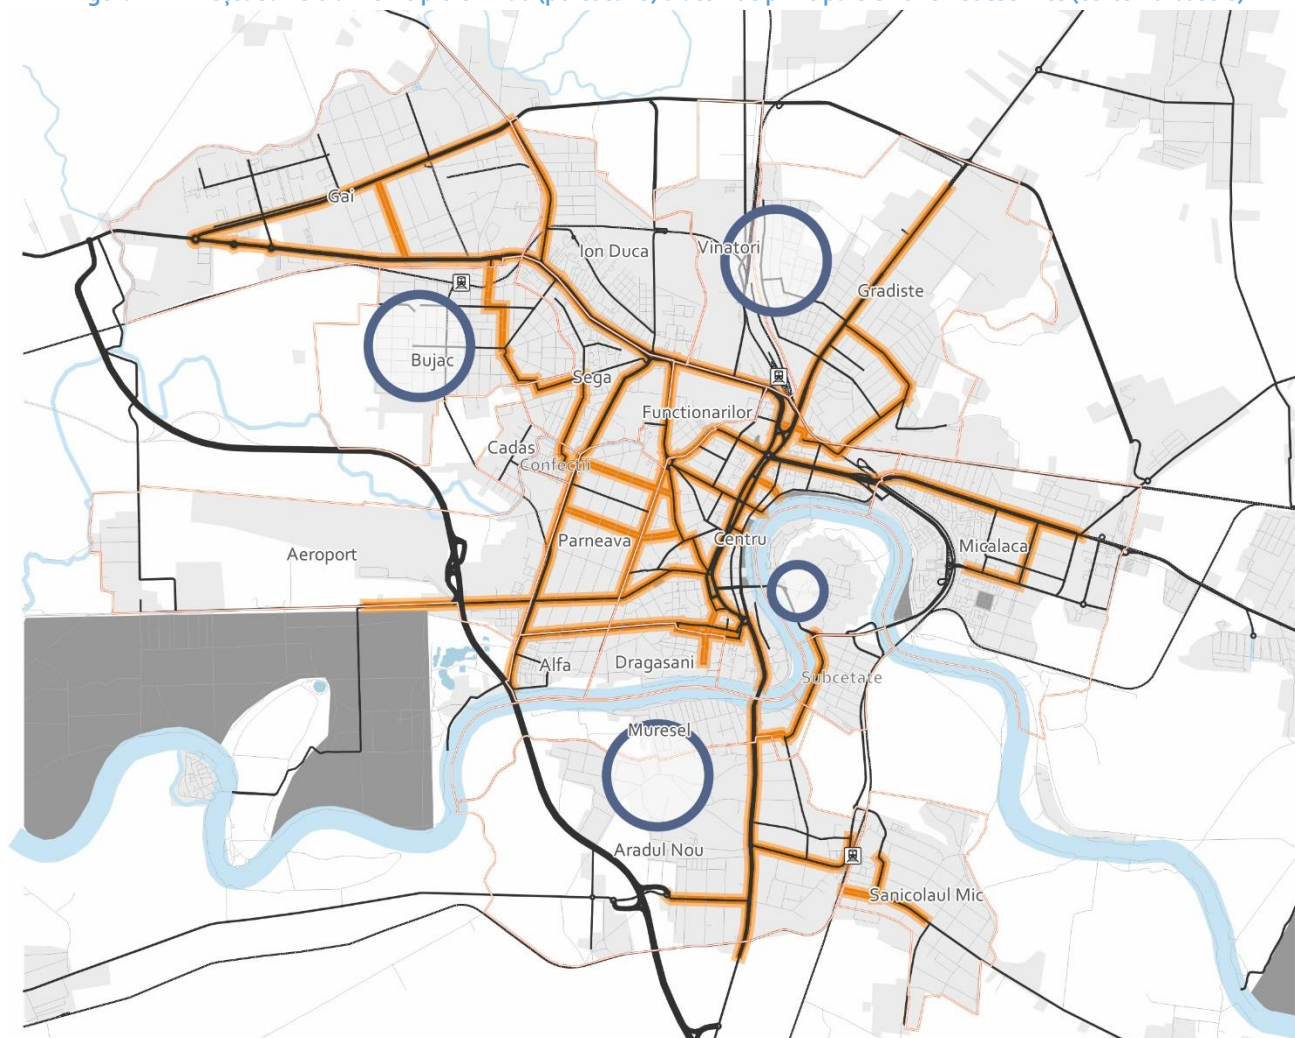 Gai
Ion Duca
Vinatori
Gradiste
Bujac
Sega
Functionarilor
Cadas
Confectii
Aeroport
Parneava
Centru
Micalaca
Alfa
Dragasani
Subcetate
Muresel
Aradul Nou
Sanicolaul Mic